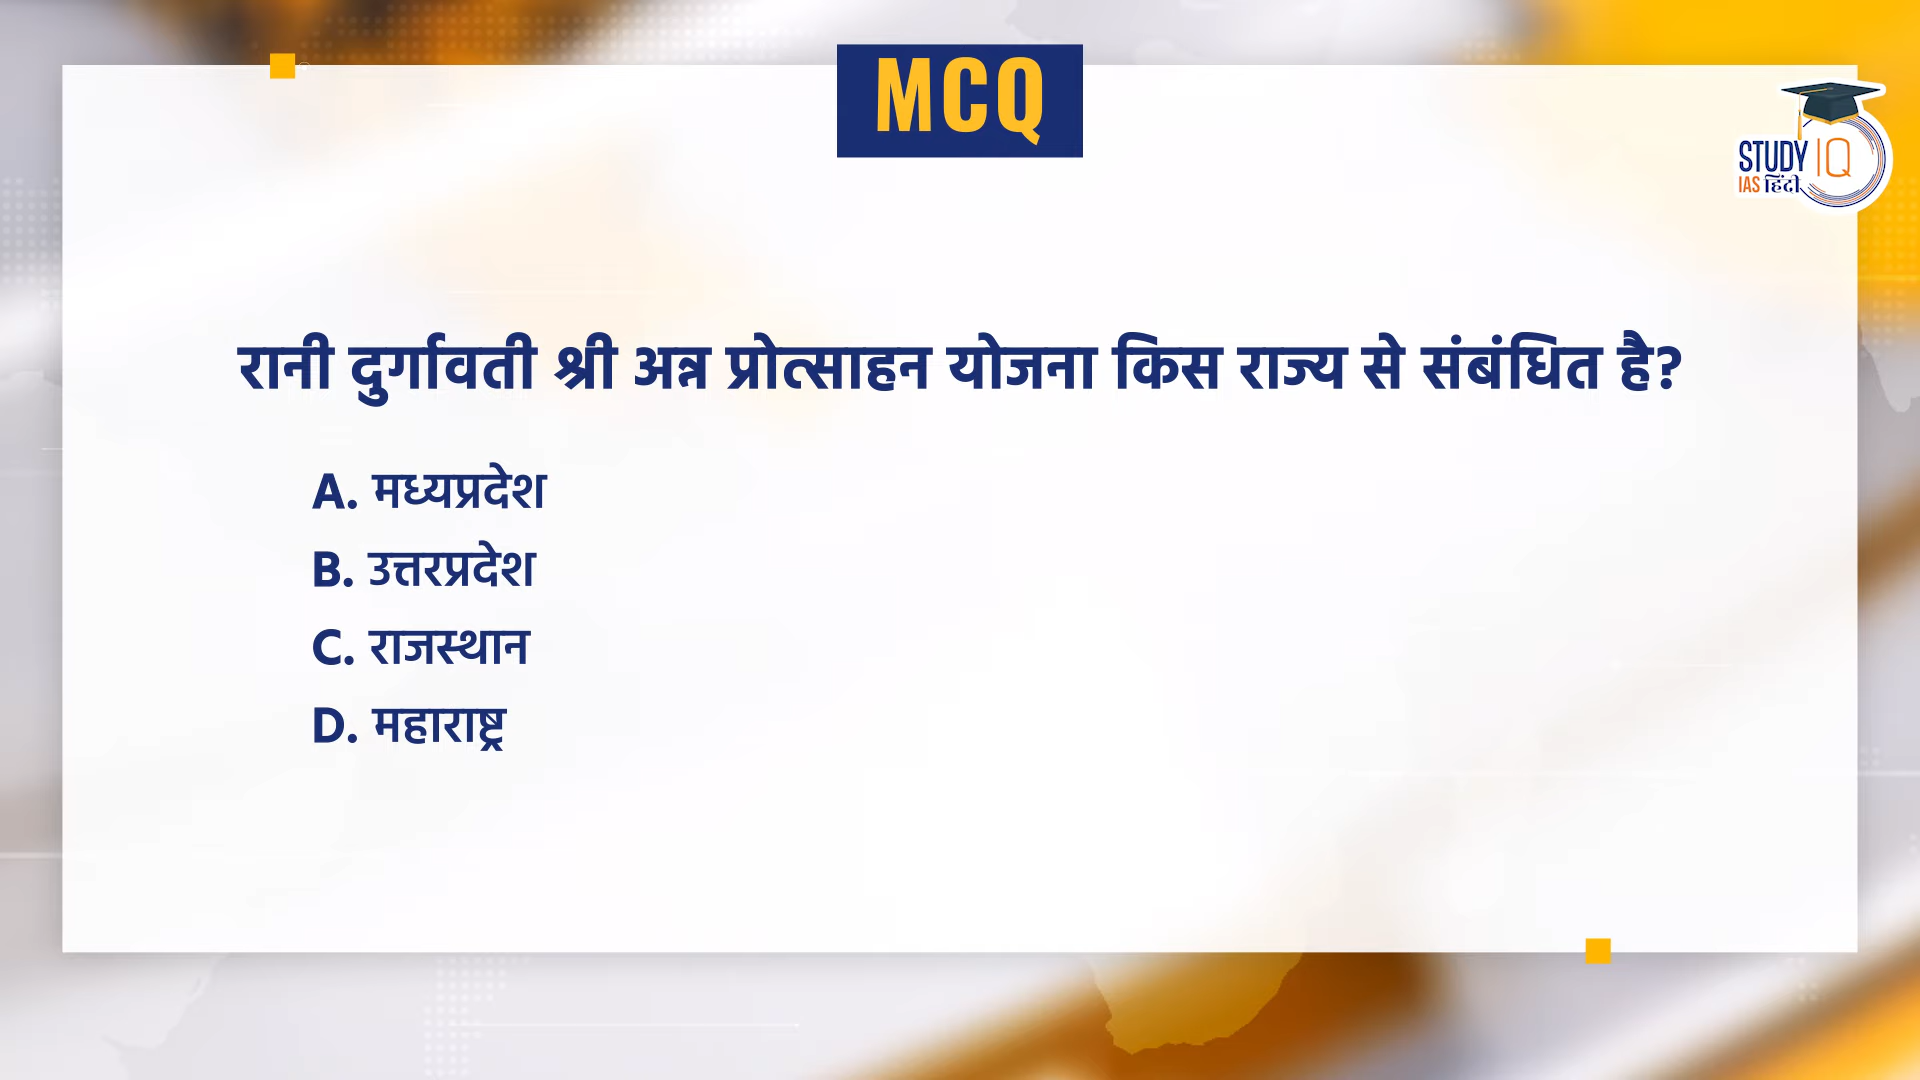 MCQ
STUDY IQ
IAS हिंदी
रानी दुर्गावती श्री अन्न प्रोत्साहन योजना किस राज्य से संबंधित है?
A. मध्यप्रदेश
B. उत्तरप्रदेश
C. राजस्थान
D. महाराष्ट्र